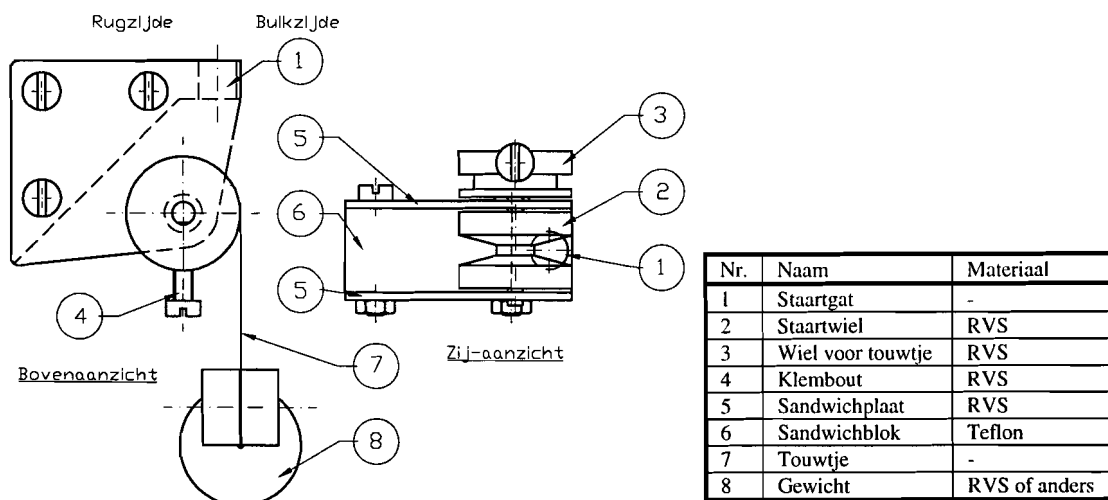 Rugzijde Buikzijde
1
3
5
2
6
1
5
4
7
8
Bovenaanzicht
Zij-aanzicht
Nr. Naam Materiaal
1 Staartgat -
2 Staartwiel RVS
3 Wiel voor touwtje RVS
4 Klembout RVS
5 Sandwichplaat RVS
6 Sandwichblok Teflon
7 Touwtje -
8 Gewicht RVS of anders